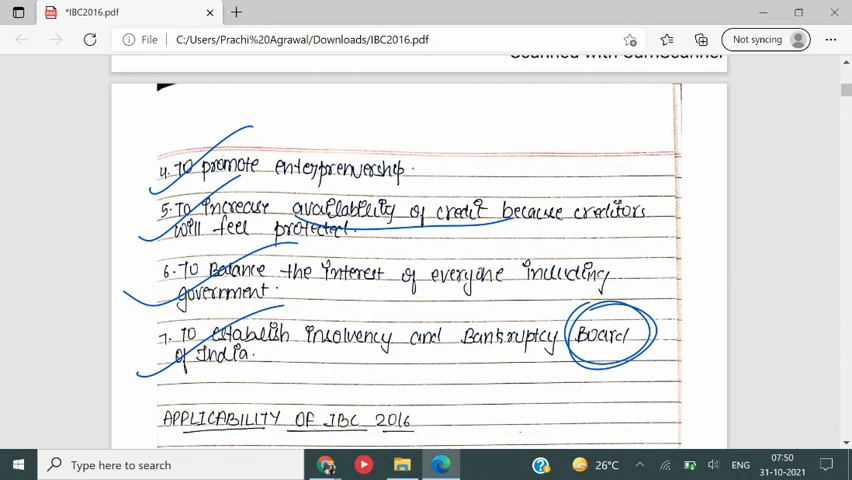 *IBC2016.pdf
File
C:/Users/Prachi%20Agrawal/Downloads/IBC2016.pdf
Not syncing
Scanned with CamScanner
4. To promote enterprenuership.
5. To Increase availability of credit because creditors
will feel protected.
6. To Balance the interest of everyone including
government.
7. To establish insolvency and Bankruptcy Board
of India.
APPLICABILITY OF IBC 2016
Type here to search
26°C
ENG
07:50
31-10-2021